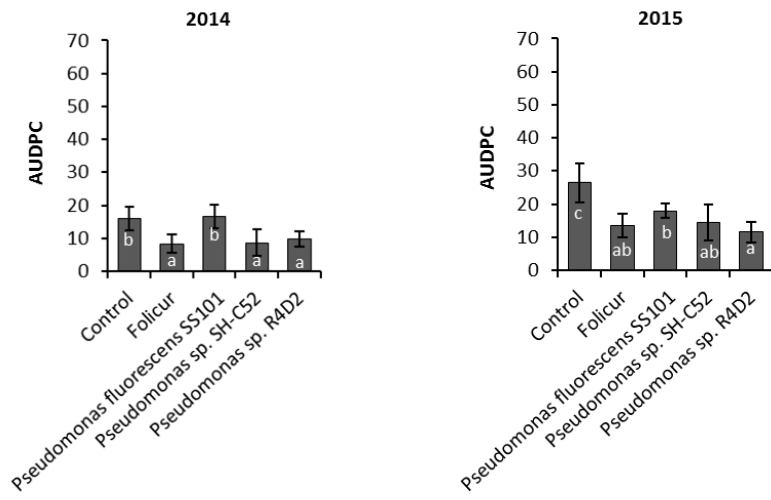 2014
70
60
50
40
30
20
10
0
AUDPC
b
a
b
a
a
Control
Folicur
Pseudomonas fluorescens SS101
Pseudomonas sp. SH-C52
Pseudomonas sp. R4D2
2015
70
60
50
40
30
20
10
0
AUDPC
c
ab
b
ab
a
Control
Folicur
Pseudomonas fluorescens SS101
Pseudomonas sp. SH-C52
Pseudomonas sp. R4D2